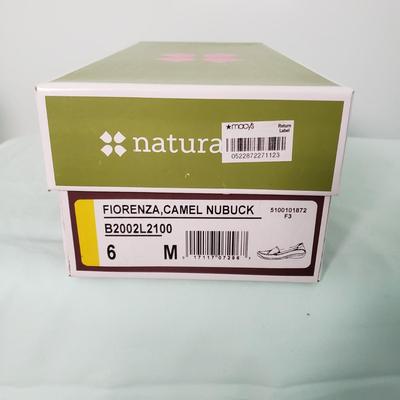 natura
★macy's
Return
Label
0522872271123
FIORENZA,CAMEL NUBUCK
5100101872
F3
B2002L2100
6 M